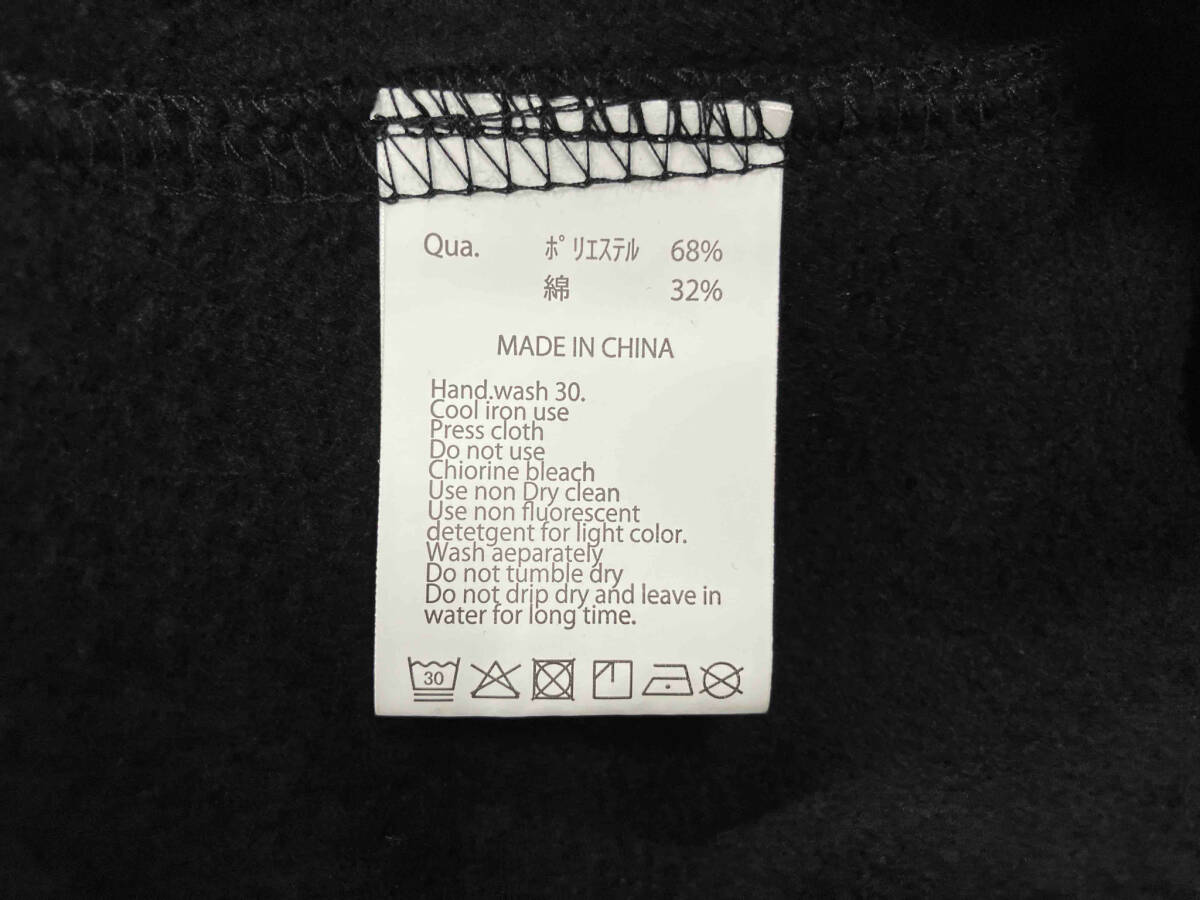 Qua. ﾎﾟﾘｴｽﾃﾙ 68%
綿 32%
MADE IN CHINA
Hand.wash 30.
Cool iron use
Press cloth
Do not use
Chiorine bleach
Use non Dry clean
Use non fluorescent
detetgent for light color.
Wash aeparately
Do not tumble dry
Do not drip dry and leave in
water for long time.
30